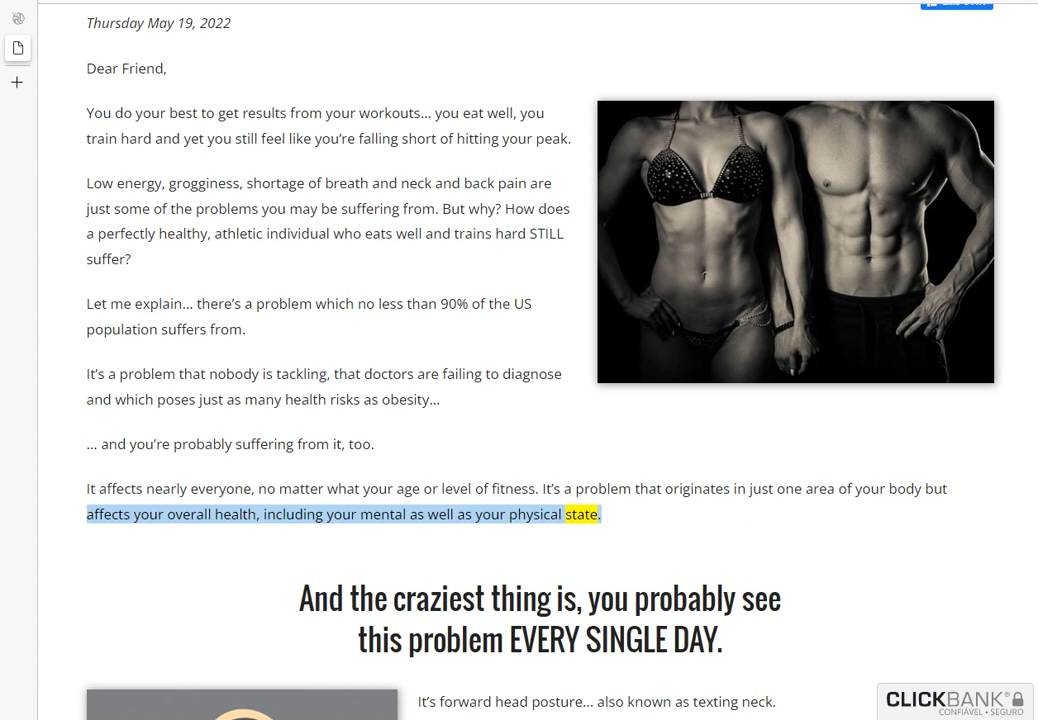 Thursday May 19, 2022
Dear Friend,
You do your best to get results from your workouts… you eat well, you
train hard and yet you still feel like you’re falling short of hitting your peak.
Low energy, grogginess, shortage of breath and neck and back pain are
just some of the problems you may be suffering from. But why? How does
a perfectly healthy, athletic individual who eats well and trains hard STILL
suffer?
Let me explain… there’s a problem which no less than 90% of the US
population suffers from.
It’s a problem that nobody is tackling, that doctors are failing to diagnose
and which poses just as many health risks as obesity…
… and you’re probably suffering from it, too.
It affects nearly everyone, no matter what your age or level of fitness. It’s a problem that originates in just one area of your body but
affects your overall health, including your mental as well as your physical state.
And the craziest thing is, you probably see
this problem EVERY SINGLE DAY.
It’s forward head posture… also known as texting neck.
CLICKBANK®
CONFIÁVEL • SEGURO